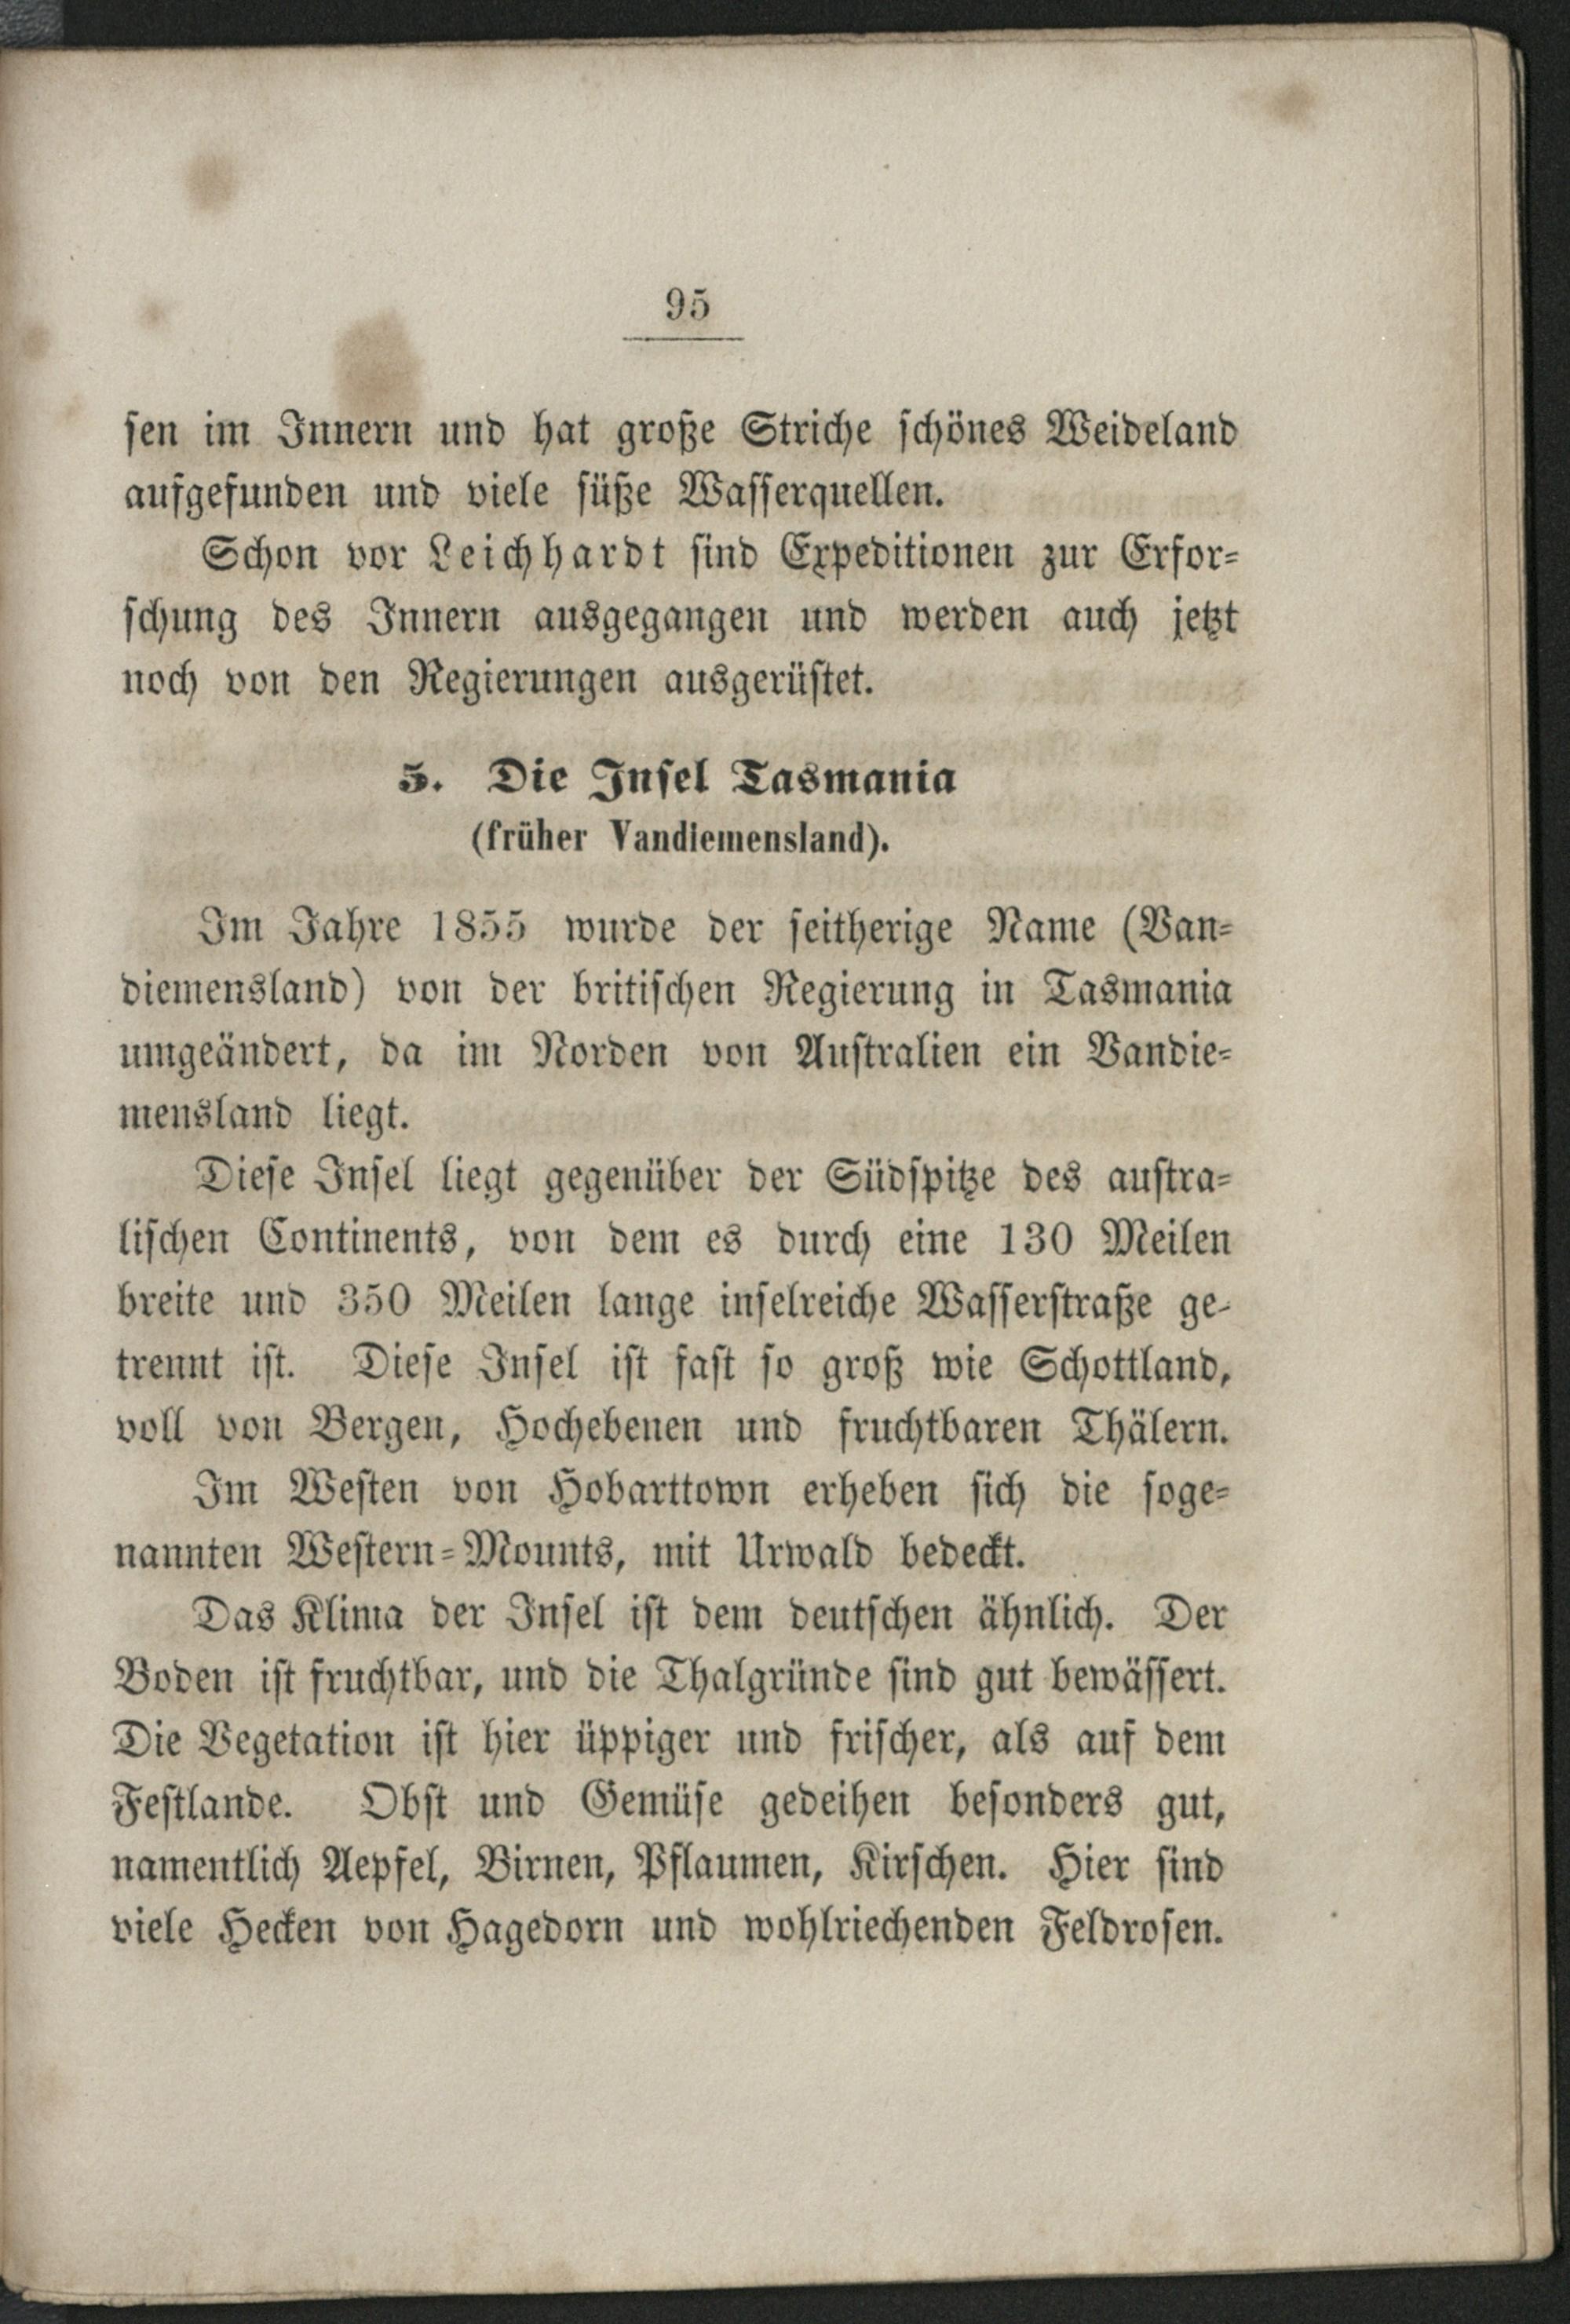 95
sen im Innern und hat große Striche schönes Weideland
aufgefunden und viele süße Wasserquellen.
Schon vor Leichhardt sind Expeditionen zur Erfor-
schung des Innern ausgegangen und werden auch jetzt
noch von den Regierungen ausgerüstet.
5. Die Insel Tasmania
(früher Vandiemensland).
Im Jahre 1855 wurde der seitherige Name (Van-
diemensland) von der britischen Regierung in Tasmania
umgeändert, da im Norden von Australien ein Vandie-
mensland liegt.
Diese Insel liegt gegenüber der Südspitze des austra-
lischen Continents, von dem es durch eine 130 Meilen
breite und 350 Meilen lange inselreiche Wasserstraße ge-
trennt ist. Diese Insel ist fast so groß wie Schottland,
voll von Bergen, Hochebenen und fruchtbaren Thälern.
Im Westen von Hobarttown erheben sich die soge-
nannten Western-Mounts, mit Urwald bedeckt.
Das Klima der Insel ist dem deutschen ähnlich. Der
Boden ist fruchtbar, und die Thalgründe sind gut bewässert.
Die Vegetation ist hier üppiger und frischer, als auf dem
Festlande. Obst und Gemüse gedeihen besonders gut,
namentlich Aepfel, Birnen, Pflaumen, Kirschen. Hier sind
viele Hecken von Hagedorn und wohlriechenden Feldrosen.